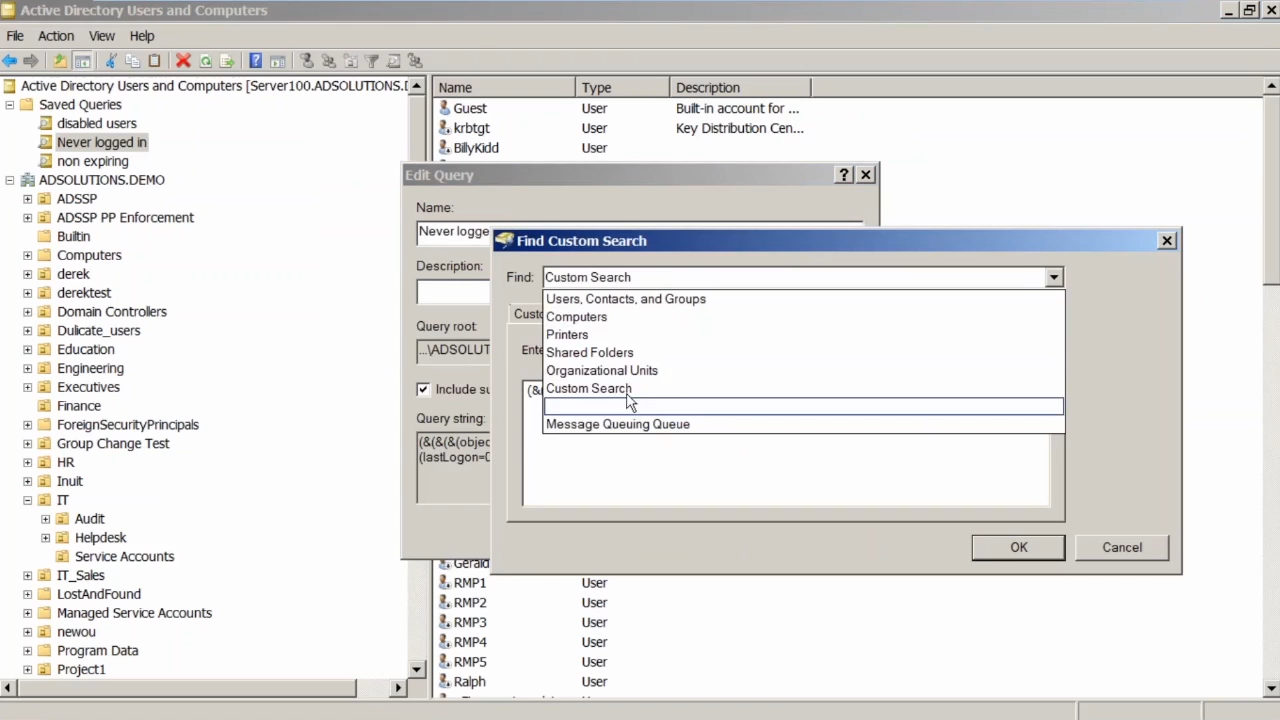 Active Directory Users and Computers
File Action View Help
Active Directory Users and Computers [Server100.ADSOLUTIONS.[
Saved Queries
disabled users
Never logged in
non expiring
ADSOLUTIONS.DEMO
ADSSP
ADSSP PP Enforcement
Builtin
Computers
derek
derektest
Domain Controllers
Dulicate_users
Education
Engineering
Executives
Finance
ForeignSecurityPrincipals
Group Change Test
HR
Inuit
IT
Audit
Helpdesk
Service Accounts
IT_Sales
LostAndFound
Managed Service Accounts
newou
Program Data
Project1
Name Type Description
Guest User Built-in account for ...
krbtgt User Key Distribution Cen...
BillyKidd User
Edit Query
Name:
Never logge
Description:
Query root:
...\ADSOLUT
Include su
Query string:
(&(&(&(objec
(lastLogon=0
Find Custom Search
Find: Custom Search
Users, Contacts, and Groups
Computers
Printers
Shared Folders
Organizational Units
Custom Search
Message Queuing Queue
Custo
Ente
(&(
OK Cancel
Gerald
RMP1 User
RMP2 User
RMP3 User
RMP4 User
RMP5 User
Ralph User